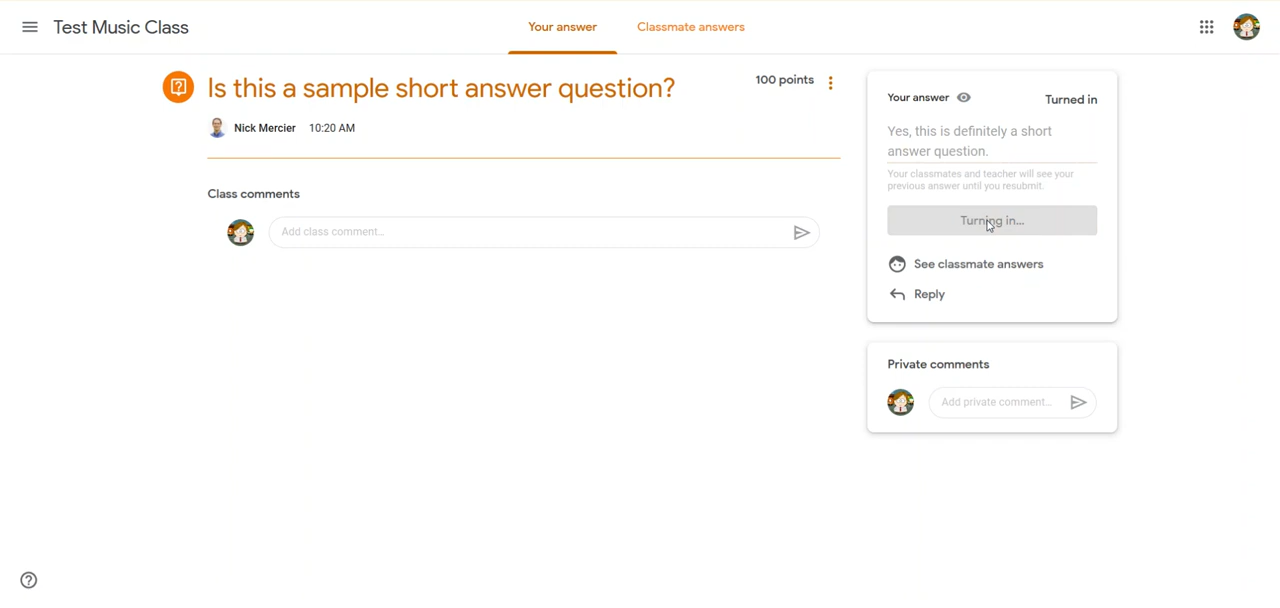 Test Music Class
Your answer
Classmate answers
Is this a sample short answer question?
100 points
Nick Mercier 10:20 AM
Class comments
Add class comment...
Your answer
Turned in
Yes, this is definitely a short
answer question.
Your classmates and teacher will see your
previous answer until you resubmit.
Turning in...
See classmate answers
Reply
Private comments
Add private comment...